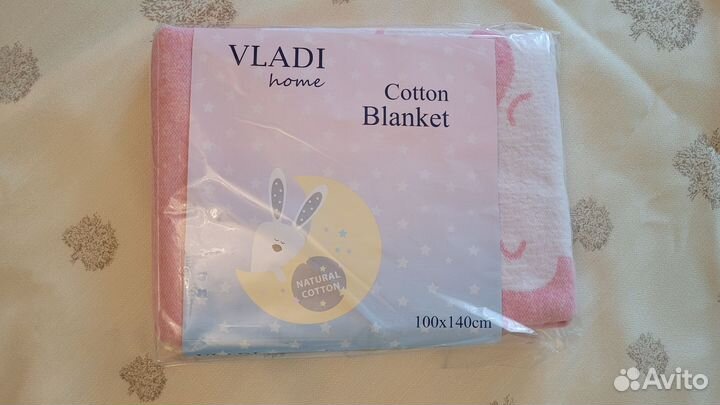 VLADI
home
Cotton
Blanket
NATURAL
COTTON
100x140cm
Avito